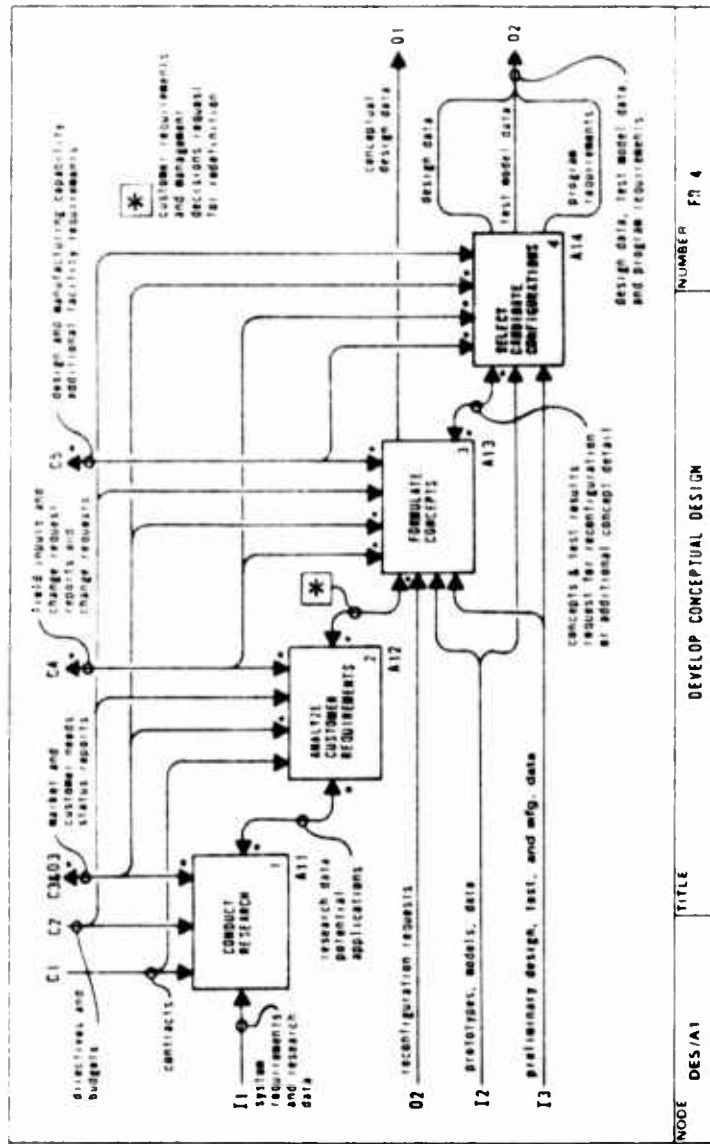 C1
C2
C3&O3
C4
C5
directives and
budgets
contracts
market and
customer needs
status reports
field inputs and
change request
reports and
change requests
design and manufacturing capability
additional facility requirements
*
customer requirements
and management
decisions request
for redefinition
I1
system
requirements
and research
data
CONDUCT
RESEARCH
1
A11
research data
potential
applications
ANALYZE
CUSTOMER
REQUIREMENTS
2
A12
*
FORMULATE
CONCEPTS
3
A13
conceptual
design data
O1
SELECT
CANDIDATE
CONFIGURATIONS
4
A14
design data
test model data
program
requirements
O2
design data, test model data
and program requirements
concepts & test results
request for reconfiguration
or additional concept detail
O2
reconfiguration requests
I2
prototypes, models, data
I3
preliminary design, test, and mfg. data
NODE
DES/A1
TITLE
DEVELOP CONCEPTUAL DESIGN
NUMBER